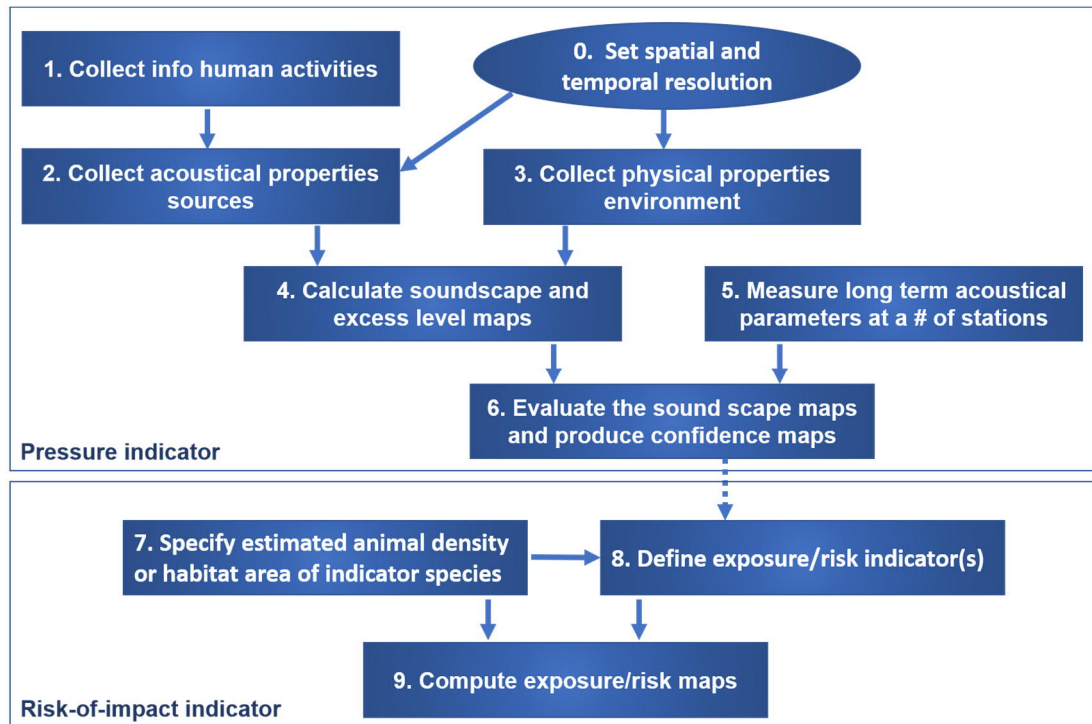 1. Collect info human activities
0. Set spatial and
temporal resolution
2. Collect acoustical properties
sources
3. Collect physical properties
environment
4. Calculate soundscape and
excess level maps
5. Measure long term acoustical
parameters at a # of stations
6. Evaluate the sound scape maps
and produce confidence maps
Pressure indicator
7. Specify estimated animal density
or habitat area of indicator species
8. Define exposure/risk indicator(s)
9. Compute exposure/risk maps
Risk-of-impact indicator